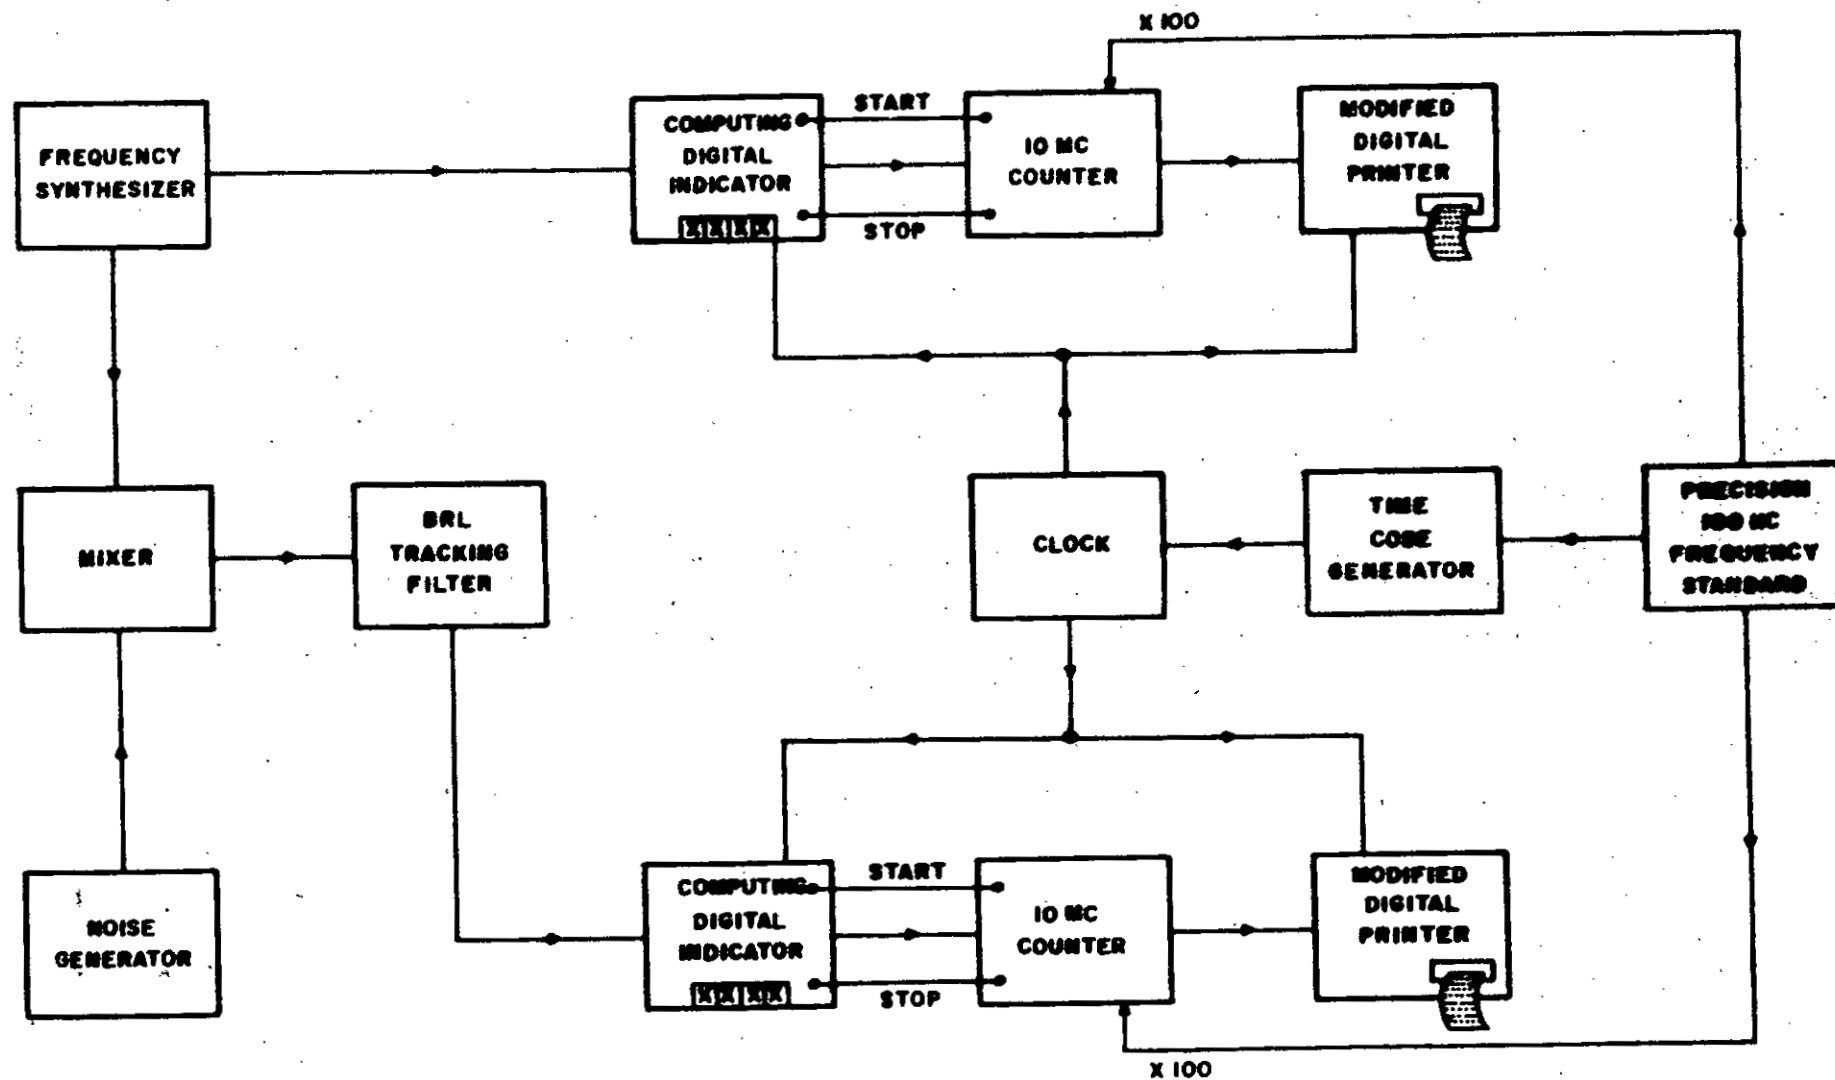 X 100
FREQUENCY
SYNTHESIZER
COMPUTING
DIGITAL
INDICATOR
XXXX
START
STOP
10 MC
COUNTER
MODIFIED
DIGITAL
PRINTER
MIXER
BRL
TRACKING
FILTER
CLOCK
TIME
CODE
GENERATOR
PRECISION
100 KC
FREQUENCY
STANDARD
NOISE
GENERATOR
COMPUTING
DIGITAL
INDICATOR
XXXX
START
STOP
10 MC
COUNTER
MODIFIED
DIGITAL
PRINTER
X 100